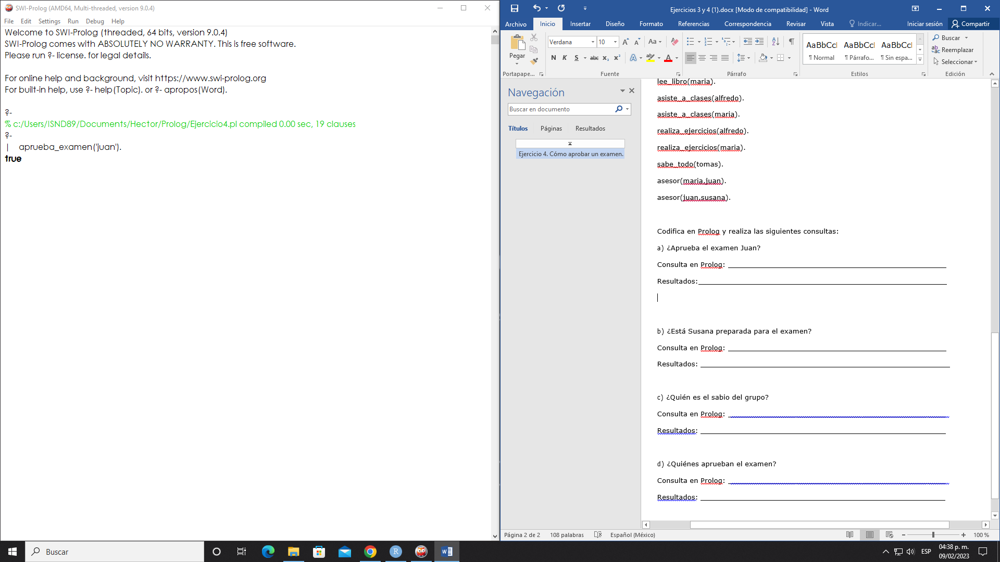 SWI-Prolog (AMD64, Multi-threaded, version 9.0.4)
File Edit Settings Run Debug Help
Welcome to SWI-Prolog (threaded, 64 bits, version 9.0.4)
SWI-Prolog comes with ABSOLUTELY NO WARRANTY. This is free software.
Please run ?- license. for legal details.
For online help and background, visit https://www.swi-prolog.org
For built-in help, use ?- help(Topic). or ?- apropos(Word).
?-
% c:/Users/ISND89/Documents/Hector/Prolog/Ejercicio4.pl compiled 0.00 sec, 19 clauses
?-
| aprueba_examen('juan').
true
Ejercicios 3 y 4 (1).docx [Modo de compatibilidad] - Word
Archivo Inicio Insertar Diseño Formato Referencias Correspondencia Revisar Vista Indicar... Iniciar sesión Compartir
Pegar
Portapape...
Verdana 10
Aa
N K S abc x₂ x² A ab A
Fuente
Párrafo
AaBbCcI AaBbCcI AaBbCcI
¶ Normal ¶ Párrafo... ¶ Sin espa...
Estilos
Buscar
Reemplazar
Seleccionar
Edición
Navegación
Buscar en documento
Títulos Páginas Resultados
Ejercicio 4. Cómo aprobar un examen.
lee_libro(maria).
asiste_a_clases(alfredo).
asiste_a_clases(maria).
realiza_ejercicios(alfredo).
realiza_ejercicios(maria).
sabe_todo(tomas).
asesor(maria,juan).
asesor(juan,susana).
Codifica en Prolog y realiza las siguientes consultas:
a) ¿Aprueba el examen Juan?
Consulta en Prolog:
Resultados:
b) ¿Está Susana preparada para el examen?
Consulta en Prolog:
Resultados:
c) ¿Quién es el sabio del grupo?
Consulta en Prolog:
Resultados:
d) ¿Quiénes aprueban el examen?
Consulta en Prolog:
Resultados:
Página 2 de 2 108 palabras Español (México) 100 %
Buscar
ESP
04:38 p. m.
09/02/2023